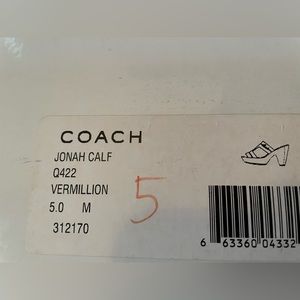 COACH
JONAH CALF
Q422
VERMILLION
5.0 M
312170
5
6 63360 04332